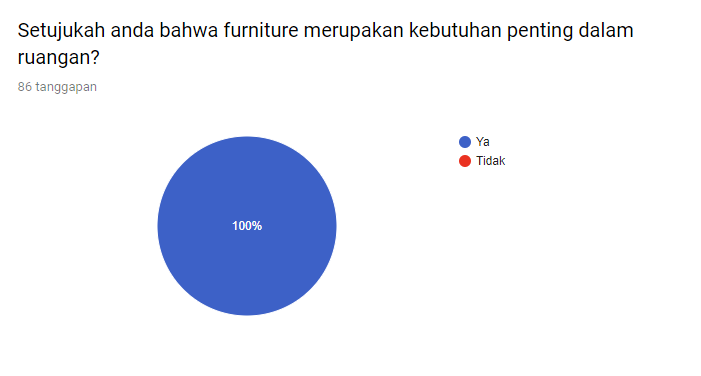 Setujukah anda bahwa furniture merupakan kebutuhan penting dalam
ruangan?
86 tanggapan
Ya
Tidak
100%